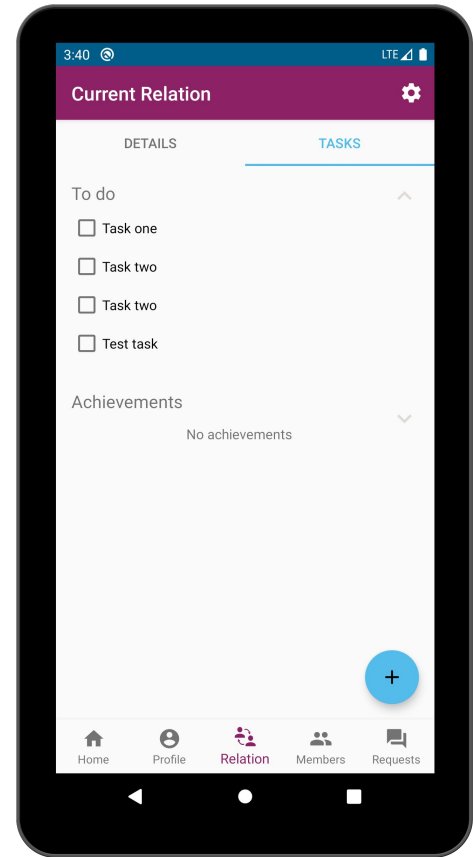 3:40 LTE
Current Relation
DETAILS TASKS
To do
Task one
Task two
Task two
Test task
Achievements
No achievements
+
Home Profile Relation Members Requests